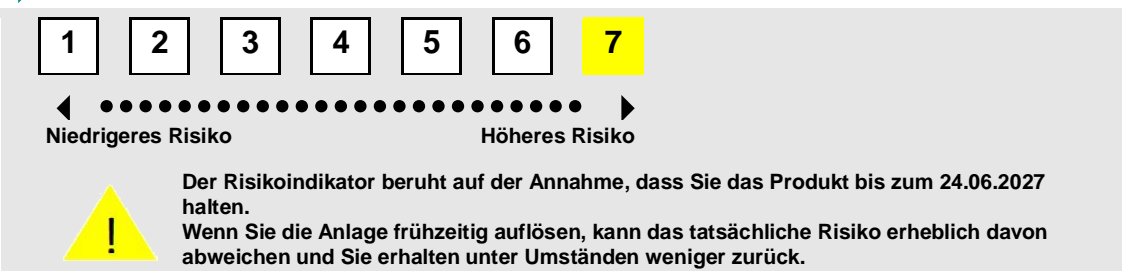 1 2 3 4 5 6 7
Niedrigeres Risiko Höheres Risiko
Der Risikoindikator beruht auf der Annahme, dass Sie das Produkt bis zum 24.06.2027
halten.
! Wenn Sie die Anlage frühzeitig auflösen, kann das tatsächliche Risiko erheblich davon
abweichen und Sie erhalten unter Umständen weniger zurück.